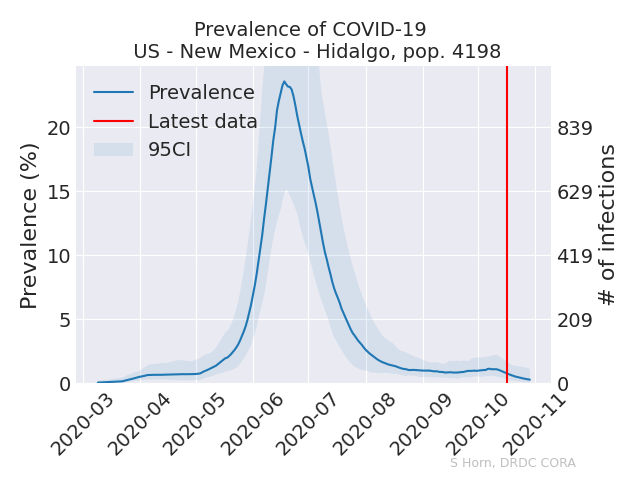 Prevalence of COVID-19
US - New Mexico - Hidalgo, pop. 4198
Prevalence
Latest data
95CI
Prevalence (%)
20
15
10
5
0
839
629
419
209
0
# of infections
2020-03
2020-04
2020-05
2020-06
2020-07
2020-08
2020-09
2020-10
2020-11
S Horn, DRDC CORA